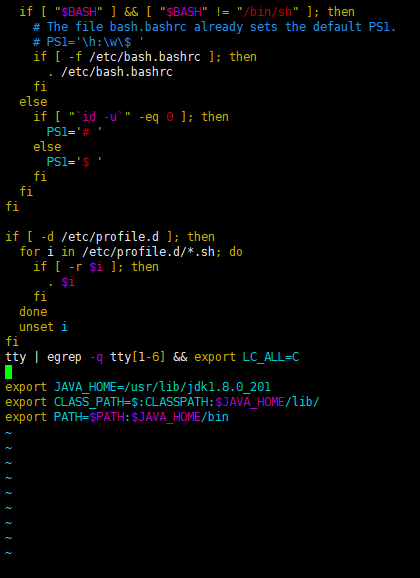 if [ "$BASH" ] && [ "$BASH" != "/bin/sh" ]; then
# The file bash.bashrc already sets the default PS1.
# PS1='\h:\w\$ '
if [ -f /etc/bash.bashrc ]; then
. /etc/bash.bashrc
fi
else
if [ "`id -u`" -eq 0 ]; then
PS1='# '
else
PS1='$ '
fi
fi
fi
if [ -d /etc/profile.d ]; then
for i in /etc/profile.d/*.sh; do
if [ -r $i ]; then
. $i
fi
done
unset i
fi
tty | egrep -q tty[1-6] && export LC_ALL=C
export JAVA_HOME=/usr/lib/jdk1.8.0_201
export CLASS_PATH=$:CLASSPATH:$JAVA_HOME/lib/
export PATH=$PATH:$JAVA_HOME/bin
~
~
~
~
~
~
~
~
~